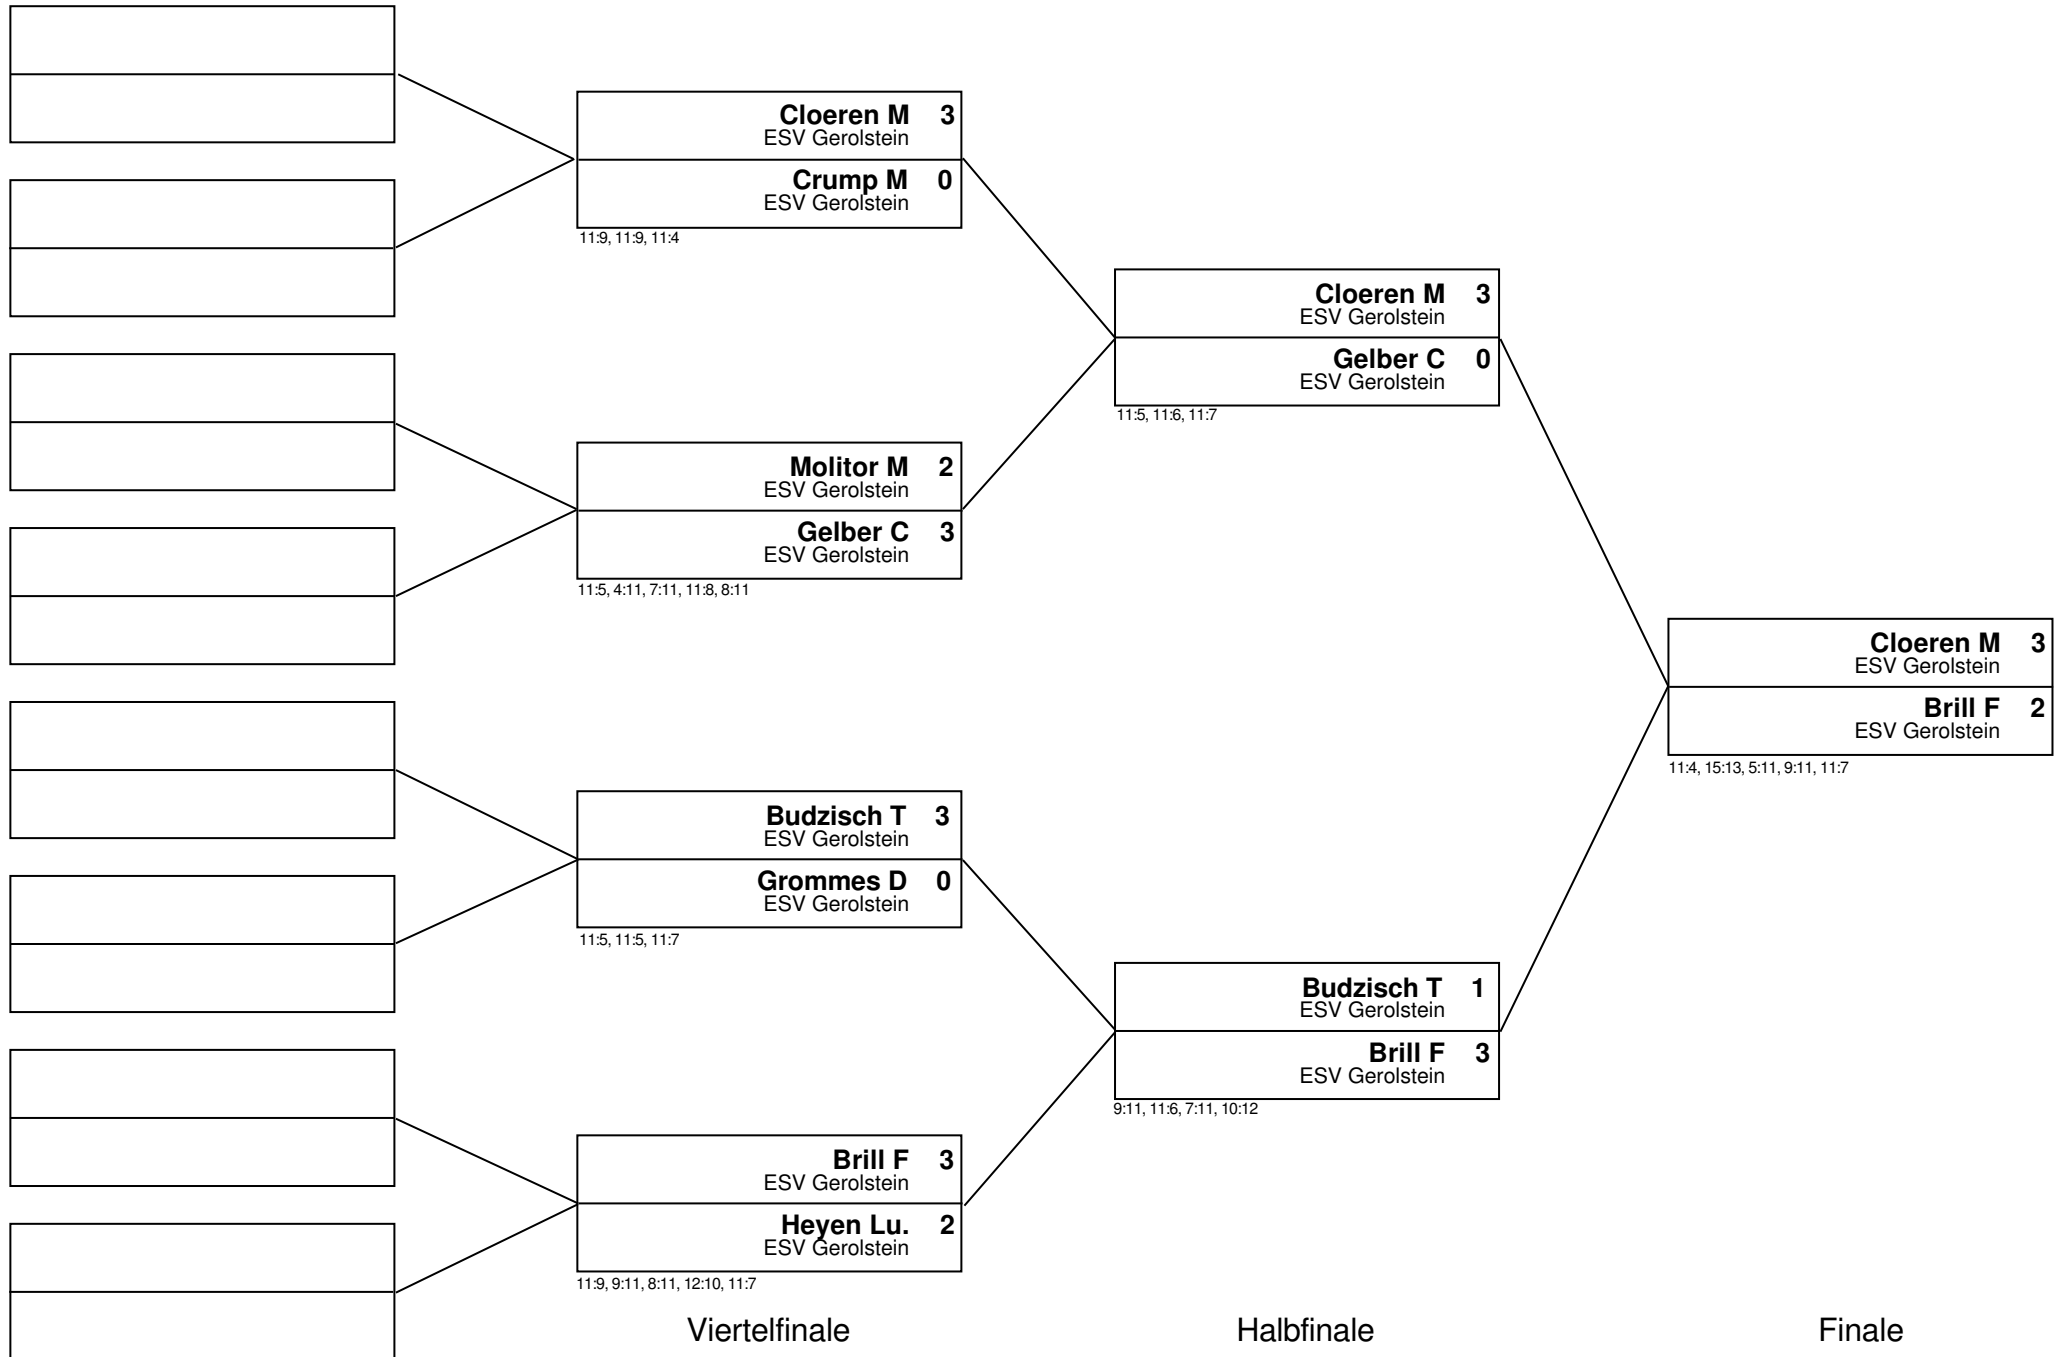 Cloeren M 3
ESV Gerolstein
Crump M 0
ESV Gerolstein
11:9, 11:9, 11:4
Molitor M 2
ESV Gerolstein
Gelber C 3
ESV Gerolstein
11:5, 4:11, 7:11, 11:8, 8:11
Budzisch T 3
ESV Gerolstein
Grommes D 0
ESV Gerolstein
11:5, 11:5, 11:7
Brill F 3
ESV Gerolstein
Heyen Lu. 2
ESV Gerolstein
11:9, 9:11, 8:11, 12:10, 11:7
Viertelfinale
Cloeren M 3
ESV Gerolstein
Gelber C 0
ESV Gerolstein
11:5, 11:6, 11:7
Budzisch T 1
ESV Gerolstein
Brill F 3
ESV Gerolstein
9:11, 11:6, 7:11, 10:12
Halbfinale
Cloeren M 3
ESV Gerolstein
Brill F 2
ESV Gerolstein
11:4, 15:13, 5:11, 9:11, 11:7
Finale